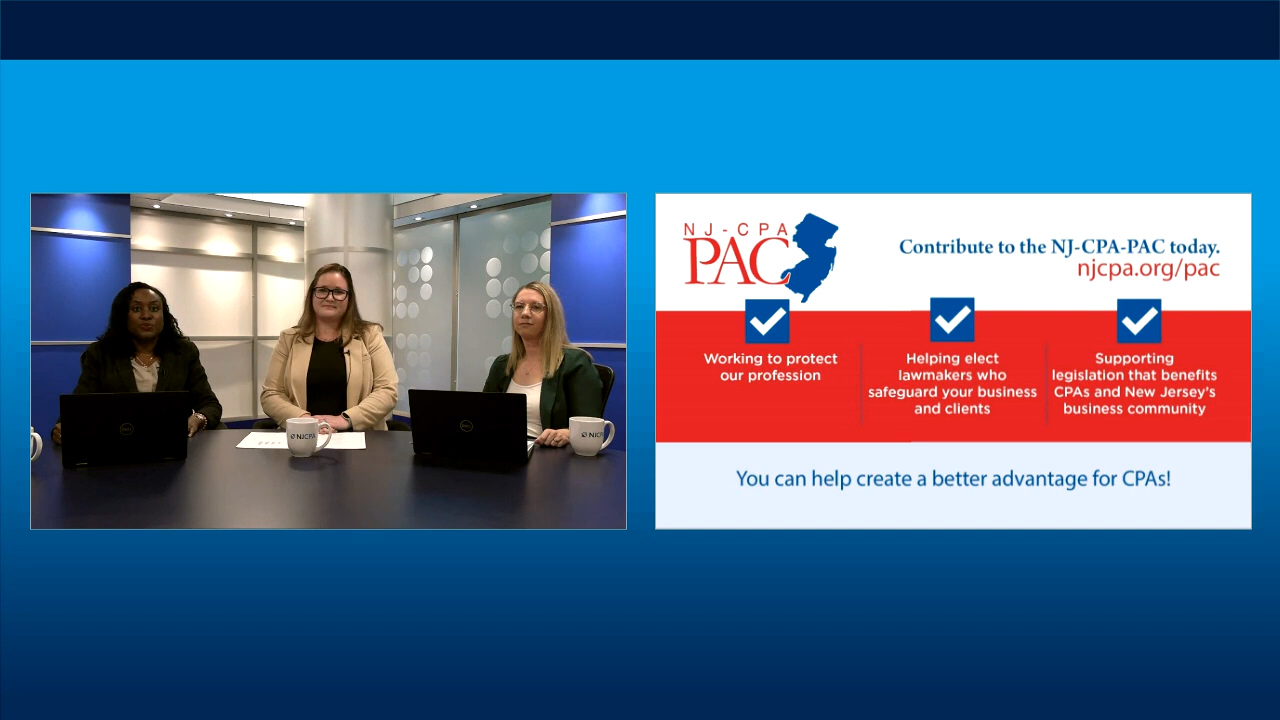 NJCPA
NJCPA
NJ-CPA
PAC
Contribute to the NJ-CPA-PAC today.
njcpa.org/pac
Working to protect
our profession
Helping elect
lawmakers who
safeguard your business
and clients
Supporting
legislation that benefits
CPAs and New Jersey's
business community
You can help create a better advantage for CPAs!